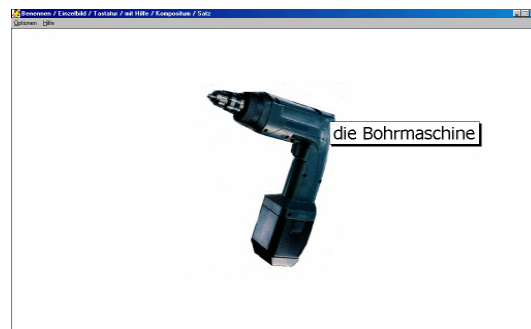 Benennen / Einzelbild / Tastatur / mit Hilfe / Kompositum / Satz
Optionen Hilfe
die Bohrmaschine